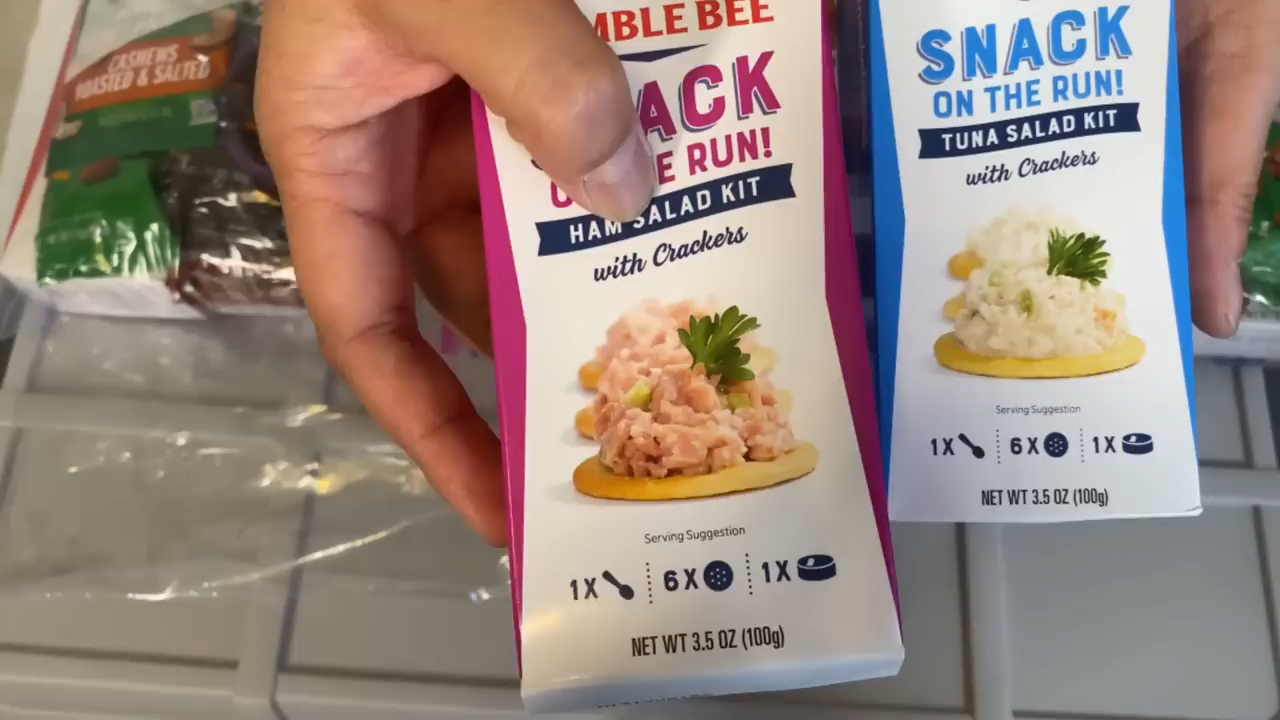 CASHEWS
ROASTED & SALTED
MBLE BEE
ACK
E RUN!
HAM SALAD KIT
with Crackers
Serving Suggestion
1X 6X 1X
NET WT 3.5 OZ (100g)
SNACK
ON THE RUN!
TUNA SALAD KIT
with Crackers
Serving Suggestion
1X 6X 1X
NET WT 3.5 OZ (100g)